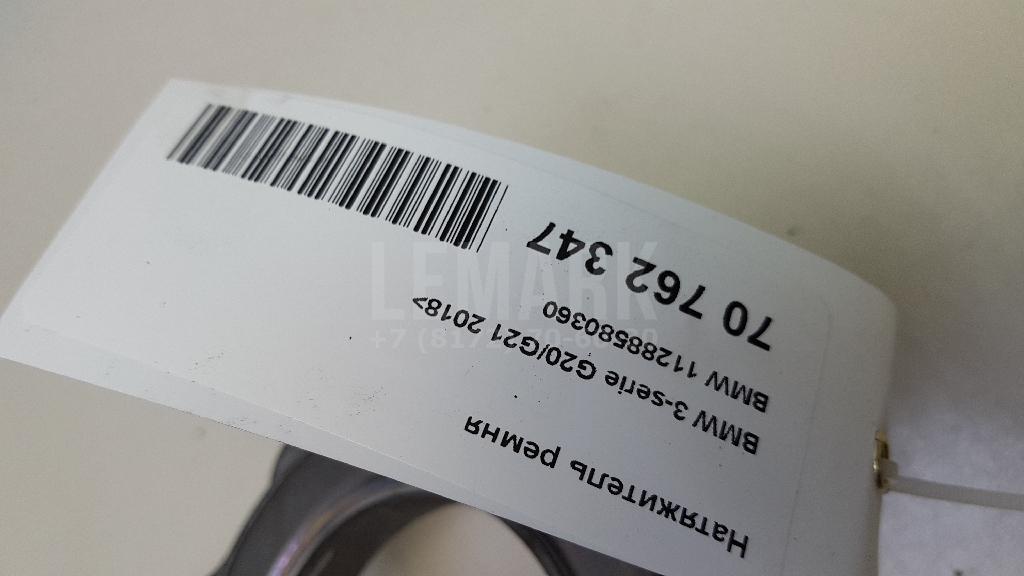 Натяжитель ремня
BMW 3-serie G20/G21 2018>
BMW 11288580360
70 762 347
LEMARK